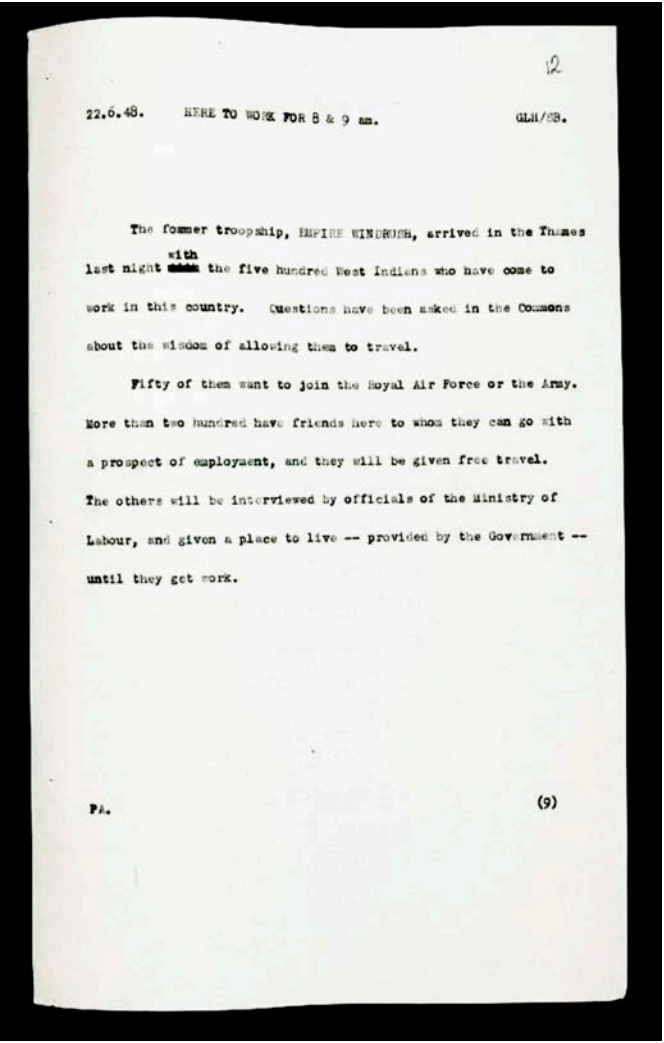 12
22.6.48. HERE TO WORK FOR 8 & 9 am. GLH/SB.
The former troopship, EMPIRE WINDRUSH, arrived in the Thames
with
last night the five hundred West Indians who have come to
work in this country. Questions have been asked in the Commons
about the wisdom of allowing them to travel.
Fifty of them want to join the Royal Air Force or the Army.
More than two hundred have friends here to whom they can go with
a prospect of employment, and they will be given free travel.
The others will be interviewed by officials of the Ministry of
Labour, and given a place to live -- provided by the Government --
until they get work.
PA. (9)